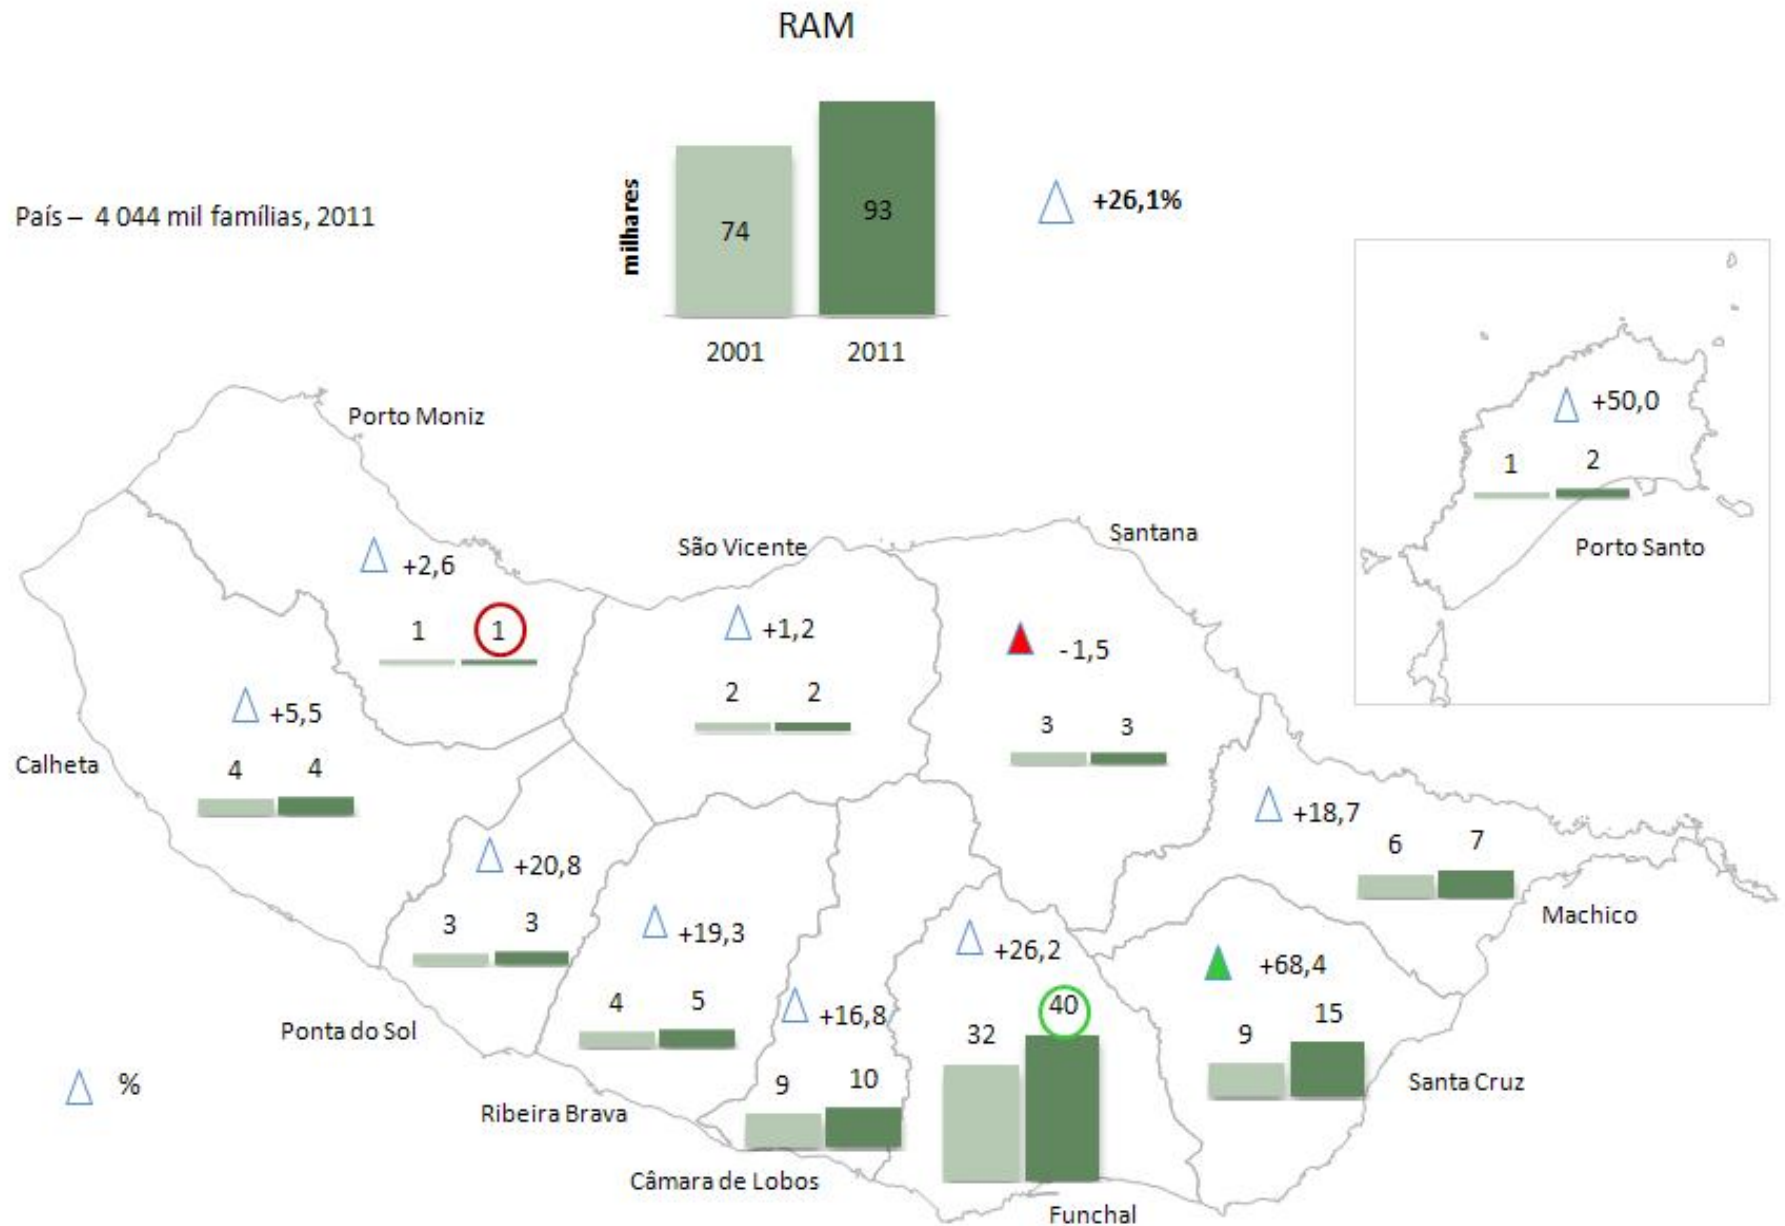 RAM
milhares
74
93
2001
2011
+26,1%
País – 4 044 mil famílias, 2011
+50,0
1
2
Porto Santo
Porto Moniz
+2,6
1
1
São Vicente
+1,2
2
2
Santana
-1,5
3
3
+5,5
4
4
Calheta
+20,8
3
3
Ponta do Sol
+19,3
4
5
Ribeira Brava
+16,8
9
10
Câmara de Lobos
+26,2
32
40
Funchal
+68,4
9
15
Santa Cruz
+18,7
6
7
Machico
%